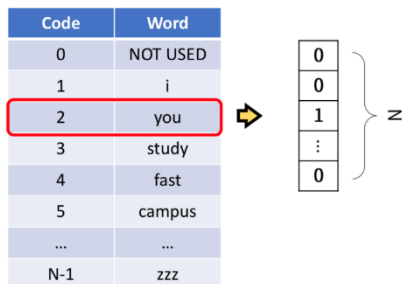 Code Word
0 NOT USED
1 i
2 you
3 study
4 fast
5 campus
... ...
N-1 zzz
0
0
1
⋮
0
N